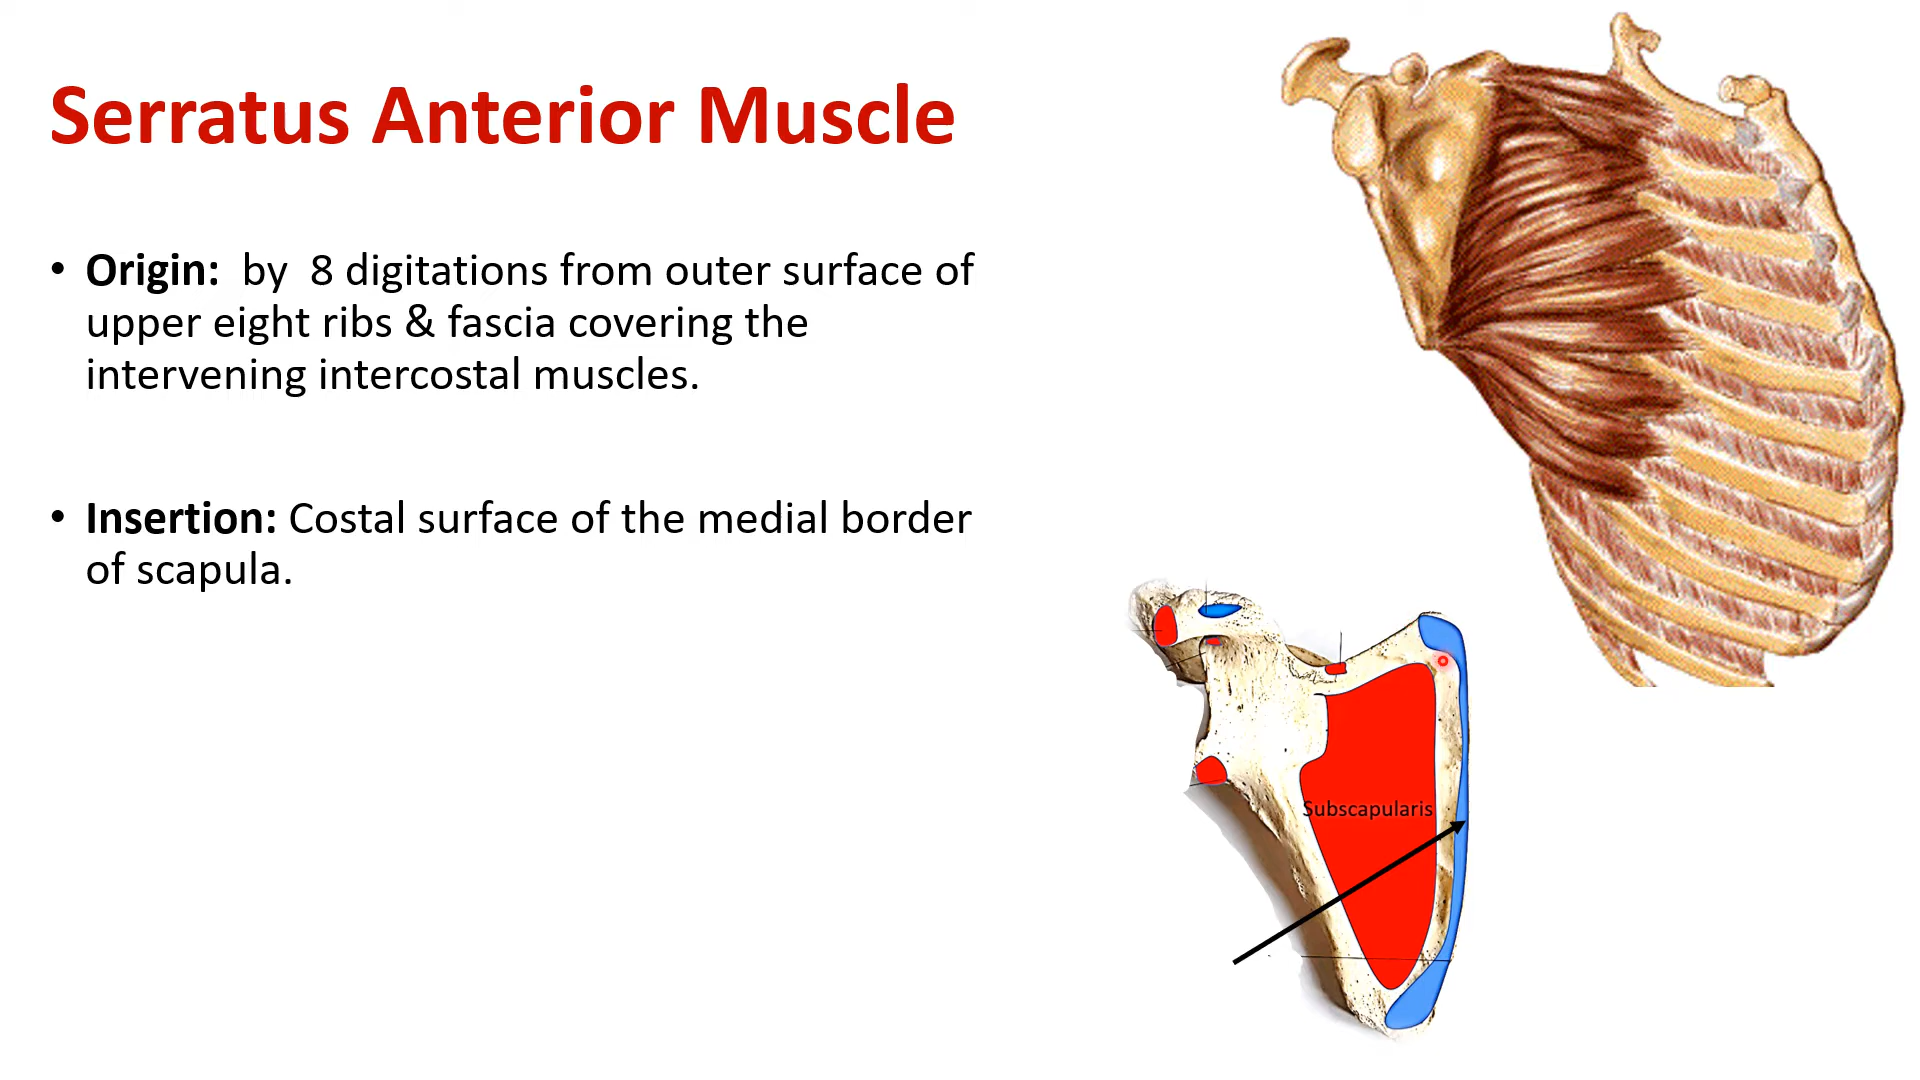 Serratus Anterior Muscle
• Origin:  by  8 digitations from outer surface of
upper eight ribs & fascia covering the
intervening intercostal muscles.
• Insertion: Costal surface of the medial border
of scapula.
Subscapularis